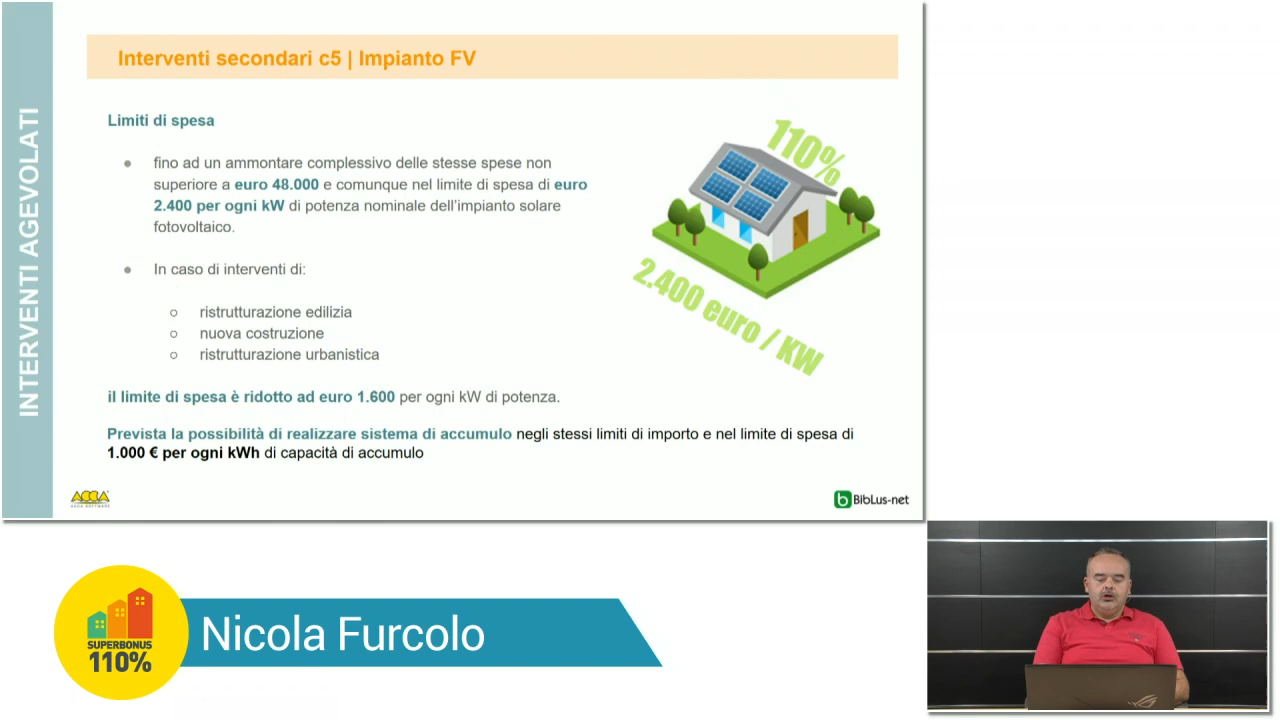 INTERVENTI AGEVOLATI
Interventi secondari c5 | Impianto FV
Limiti di spesa
● fino ad un ammontare complessivo delle stesse spese non
superiore a euro 48.000 e comunque nel limite di spesa di euro
2.400 per ogni kW di potenza nominale dell'impianto solare
fotovoltaico.
● In caso di interventi di:
○ ristrutturazione edilizia
○ nuova costruzione
○ ristrutturazione urbanistica
il limite di spesa è ridotto ad euro 1.600 per ogni kW di potenza.
Prevista la possibilità di realizzare sistema di accumulo negli stessi limiti di importo e nel limite di spesa di
1.000 € per ogni kWh di capacità di accumulo
110%
2.400 euro / KW
ACCA
ACCA SOFTWARE
b BibLus-net
SUPERBONUS
110%
Nicola Furcolo